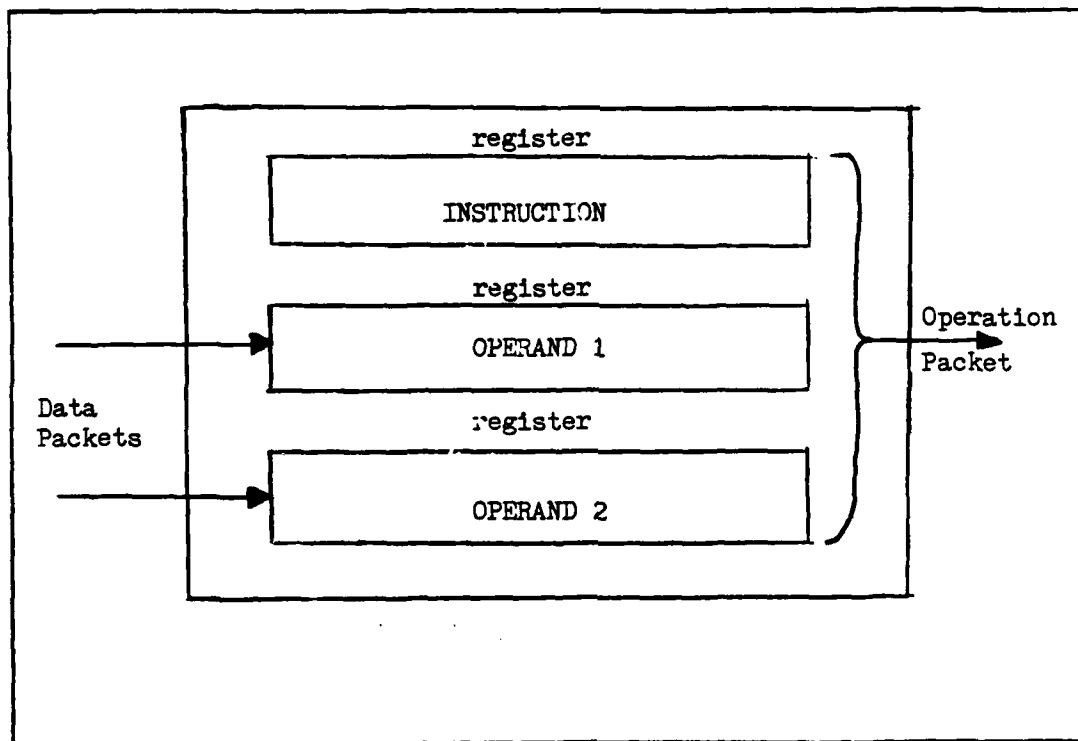 register
INSTRUCTION
register
OPERAND 1
register
OPERAND 2
Data
Packets
Operation
Packet